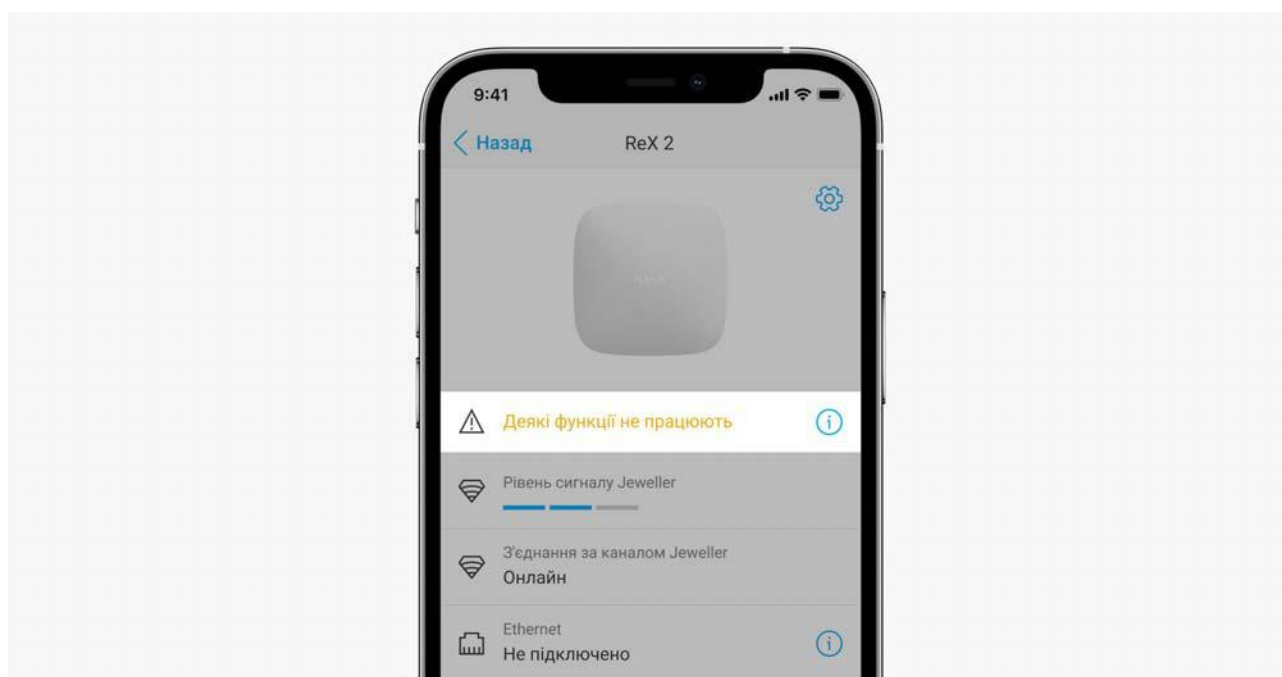 9:41
Назад
ReX 2
AJAX
Деякі функції не працюють
Рівень сигналу Jeweller
З'єднання за каналом Jeweller
Онлайн
Ethernet
Не підключено